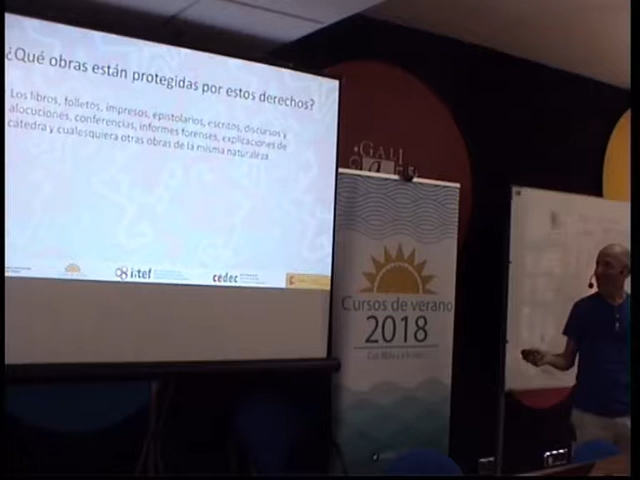 ¿Qué obras están protegidas por estos derechos?
Los libros, folletos, impresos, epistolarios, escritos, discursos y
alocuciones, conferencias, informes forenses, explicaciones de
cátedra y cualesquiera otras obras de la misma naturaleza
intef
cedec
GALI
Cursos de verano
2018